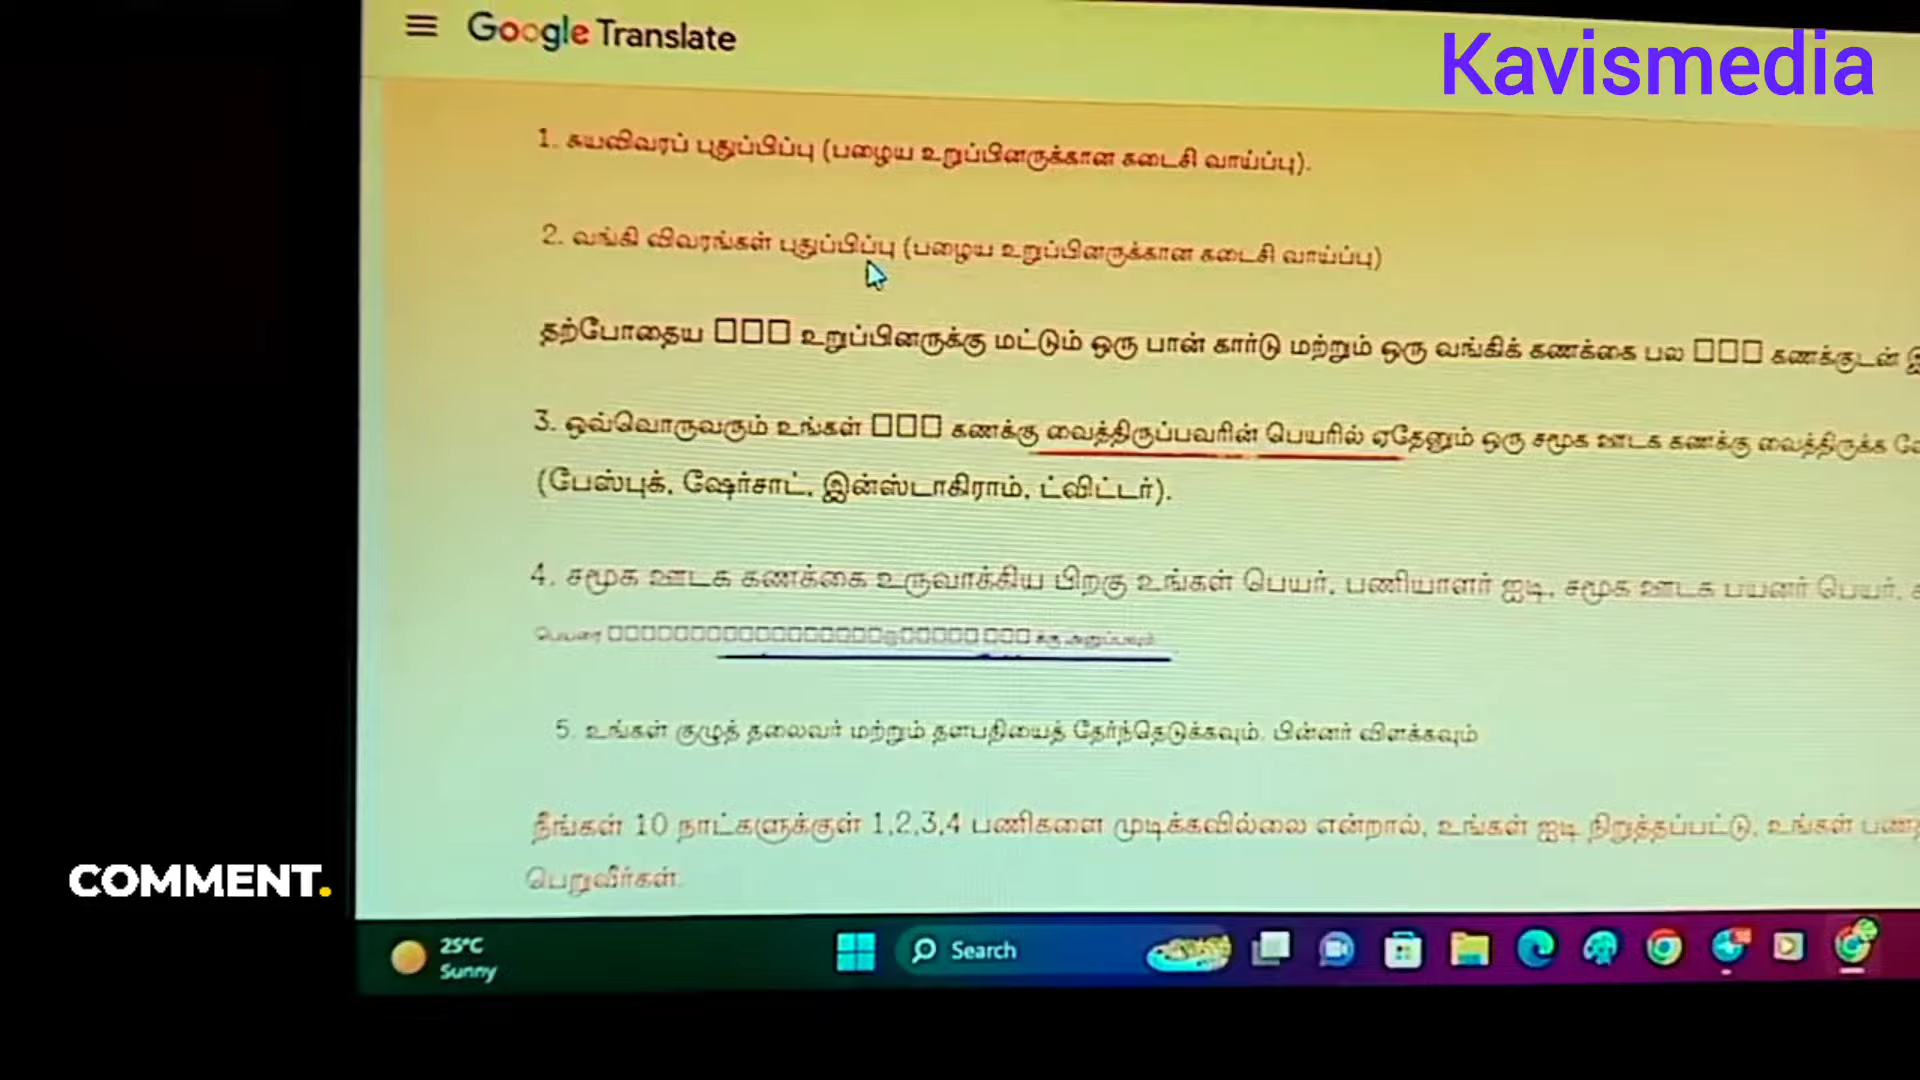 Google Translate
Kavismedia
1. சுயவிவரப் புதுப்பிப்பு (பழைய உறுப்பினருக்கான கடைசி வாய்ப்பு).
2. வங்கி விவரங்கள் புதுப்பிப்பு (பழைய உறுப்பினருக்கான கடைசி வாய்ப்பு)
தற்போதைய □□□ உறுப்பினருக்கு மட்டும் ஒரு பான் கார்டு மற்றும் ஒரு வங்கிக் கணக்கை பல □□□ கணக்குடன்
3. ஒவ்வொருவரும் உங்கள் □□□ கணக்கு வைத்திருப்பவரின் பெயரில் ஏதேனும் ஒரு சமூக ஊடக கணக்கு வைத்திருக்க
(பேஸ்புக், ஷேர்சாட், இன்ஸ்டாகிராம், ட்விட்டர்).
4. சமூக ஊடக கணக்கை உருவாக்கிய பிறகு உங்கள் பெயர், பணியாளர் ஐடி, சமூக ஊடக பயனர் பெயர்,
பெயரை க்கு அனுப்பவும்
5. உங்கள் குழுத் தலைவர் மற்றும் தளபதியைத் தேர்ந்தெடுக்கவும். பின்னர் விளக்கவும்
நீங்கள் 10 நாட்களுக்குள் 1,2,3,4 பணிகளை முடிக்கவில்லை என்றால், உங்கள் ஐடி நிறுத்தப்பட்டு, உங்கள்
பெறுவீர்கள்.
COMMENT.
25°C
Sunny
Search